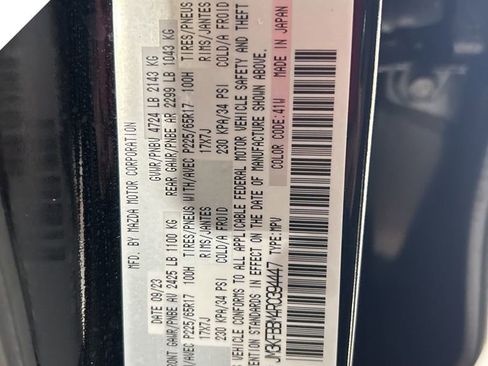 MFD. BY MAZDA MOTOR CORPORATION
DATE 09/23 GVWR/PNBV 4724 LB 2143 KG
FRONT GAWR/PNBE AV 2425 LB 1100 KG REAR GAWR/PNBE AR 2299 LB 1043 KG
TIRES/PNEUS WITH/AVEC P225/65R17 100H TIRES/PNEUS WITH/AVEC P225/65R17 100H
RIMS/JANTES 17X7J RIMS/JANTES 17X7J
COLD/A FROID 230 KPA/34 PSI COLD/A FROID 230 KPA/34 PSI
VEHICLE CONFORMS TO ALL APPLICABLE FEDERAL MOTOR VEHICLE SAFETY AND THEFT
PREVENTION STANDARDS IN EFFECT ON THE DATE OF MANUFACTURE SHOWN ABOVE.
TYPE:MPV COLOR CODE:41W MADE IN JAPAN